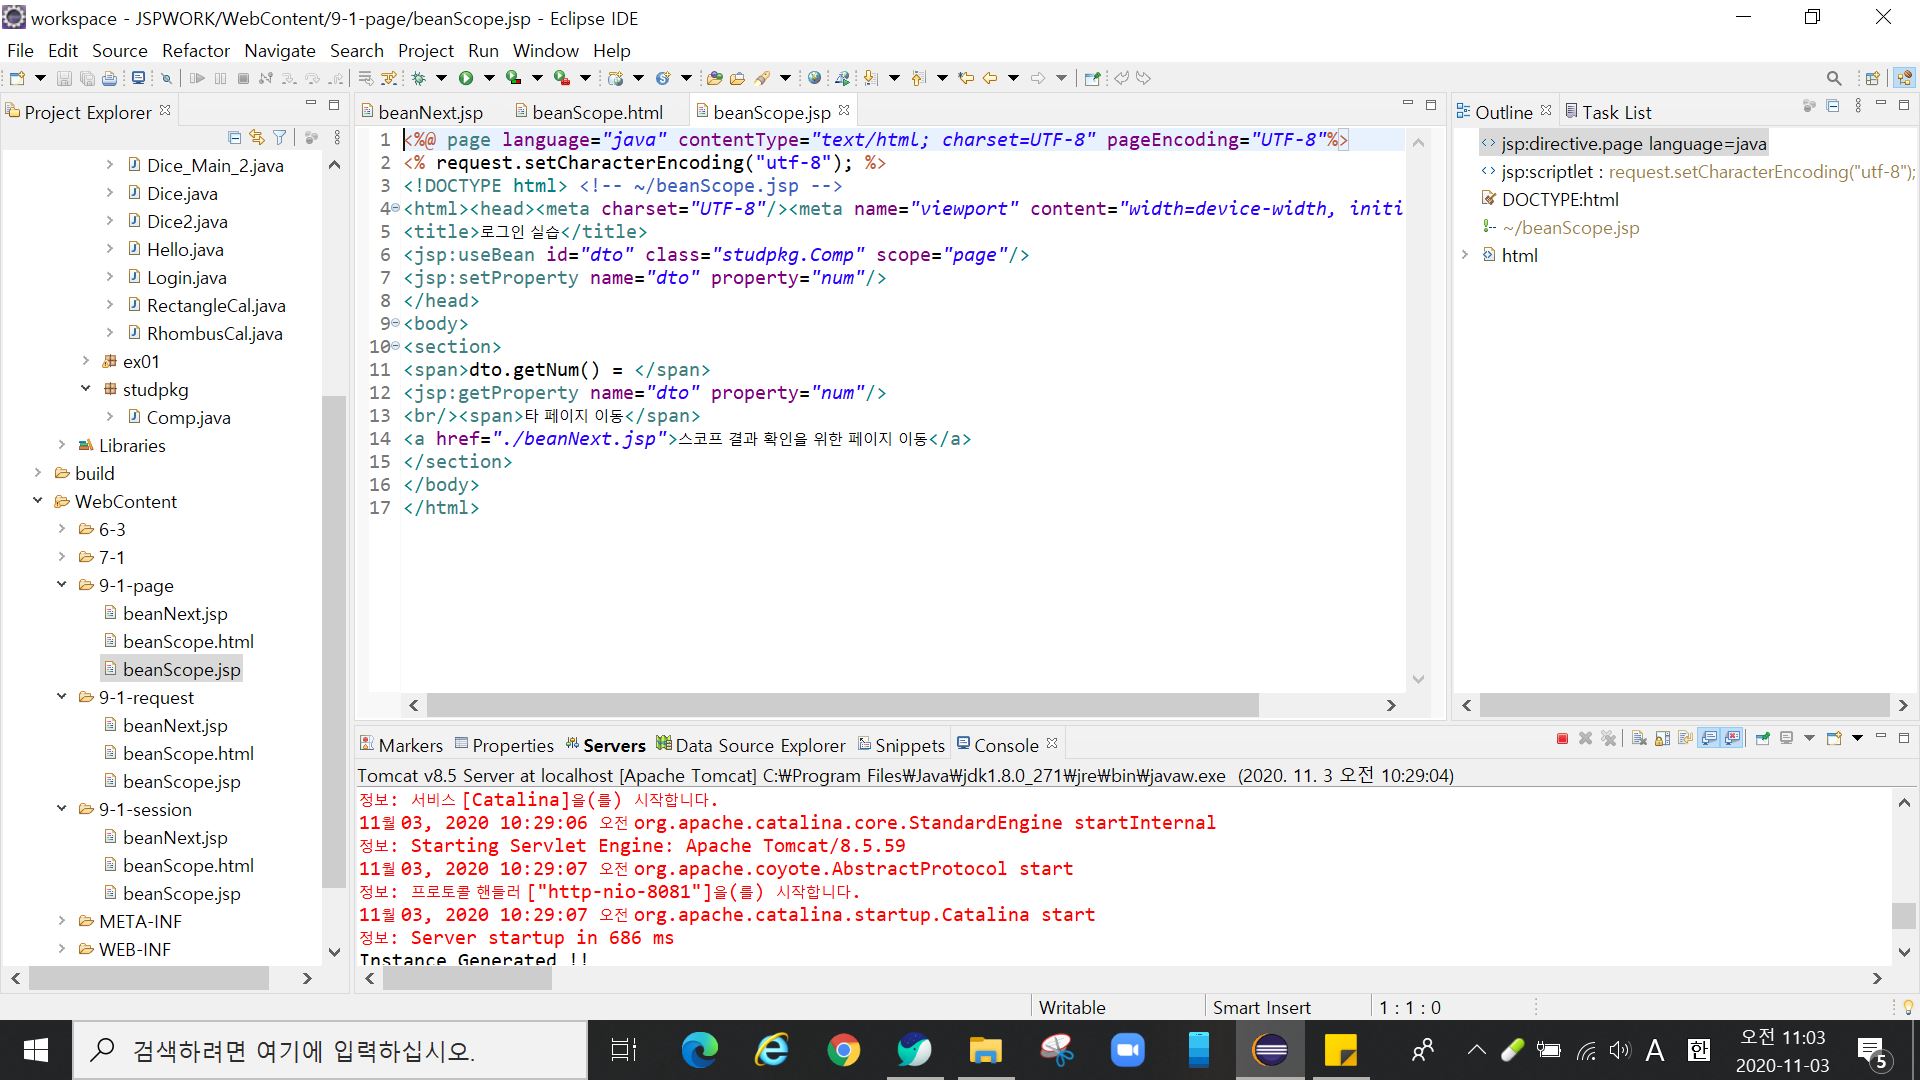 workspace - JSPWORK/WebContent/9-1-page/beanScope.jsp - Eclipse IDE
File Edit Source Refactor Navigate Search Project Run Window Help
Project Explorer
Dice_Main_2.java
Dice.java
Dice2.java
Hello.java
Login.java
RectangleCal.java
RhombusCal.java
ex01
studpkg
Comp.java
Libraries
build
WebContent
6-3
7-1
9-1-page
beanNext.jsp
beanScope.html
beanScope.jsp
9-1-request
beanNext.jsp
beanScope.html
beanScope.jsp
9-1-session
beanNext.jsp
beanScope.html
beanScope.jsp
META-INF
WEB-INF
beanNext.jsp beanScope.html beanScope.jsp
1 <%@ page language="java" contentType="text/html; charset=UTF-8" pageEncoding="UTF-8"%>
2 <% request.setCharacterEncoding("utf-8"); %>
3 <!DOCTYPE html> <!-- ~/beanScope.jsp -->
4 <html><head><meta charset="UTF-8"/><meta name="viewport" content="width=device-width, initi
5 <title>로그인 실습</title>
6 <jsp:useBean id="dto" class="studpkg.Comp" scope="page"/>
7 <jsp:setProperty name="dto" property="num"/>
8 </head>
9 <body>
10 <section>
11 <span>dto.getNum() = </span>
12 <jsp:getProperty name="dto" property="num"/>
13 <br/><span>타 페이지 이동</span>
14 <a href="./beanNext.jsp">스코프 결과 확인을 위한 페이지 이동</a>
15 </section>
16 </body>
17 </html>
Outline Task List
jsp:directive.page language=java
jsp:scriptlet : request.setCharacterEncoding("utf-8");
DOCTYPE:html
~/beanScope.jsp
html
Markers Properties Servers Data Source Explorer Snippets Console
Tomcat v8.5 Server at localhost [Apache Tomcat] C:₩Program Files₩Java₩jdk1.8.0_271₩jre₩bin₩javaw.exe (2020. 11. 3 오전 10:29:04)
정보: 서비스 [Catalina]을(를) 시작합니다.
11월 03, 2020 10:29:06 오전 org.apache.catalina.core.StandardEngine startInternal
정보: Starting Servlet Engine: Apache Tomcat/8.5.59
11월 03, 2020 10:29:07 오전 org.apache.coyote.AbstractProtocol start
정보: 프로토콜 핸들러 ["http-nio-8081"]을(를) 시작합니다.
11월 03, 2020 10:29:07 오전 org.apache.catalina.startup.Catalina start
정보: Server startup in 686 ms
Instance Generated !!
Writable Smart Insert 1 : 1 : 0
검색하려면 여기에 입력하십시오.
A 한
오전 11:03
2020-11-03
5